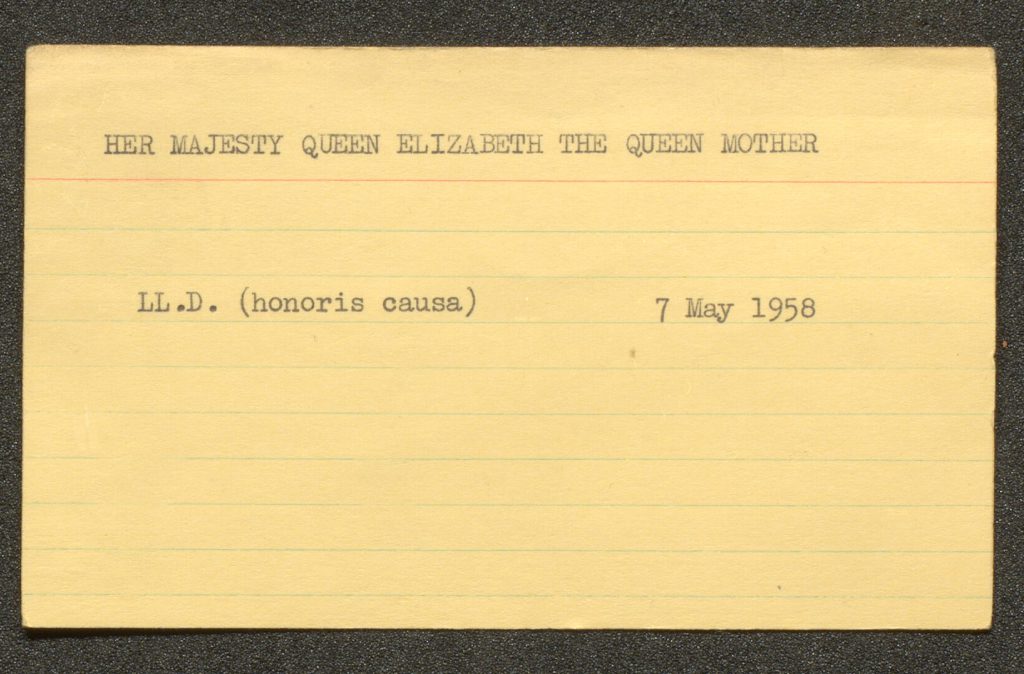 HER MAJESTY QUEEN ELIZABETH THE QUEEN MOTHER
LL.D. (honoris causa) 7 May 1958